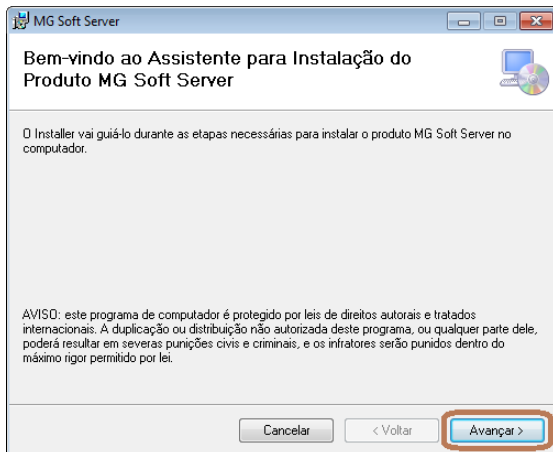 MG Soft Server
Bem-vindo ao Assistente para Instalação do
Produto MG Soft Server
O Installer vai guiá-lo durante as etapas necessárias para instalar o produto MG Soft Server no
computador.
AVISO: este programa de computador é protegido por leis de direitos autorais e tratados
internacionais. A duplicação ou distribuição não autorizada deste programa, ou qualquer parte dele,
poderá resultar em severas punições civis e criminais, e os infratores serão punidos dentro do
máximo rigor permitido por lei.
Cancelar < Voltar Avançar >